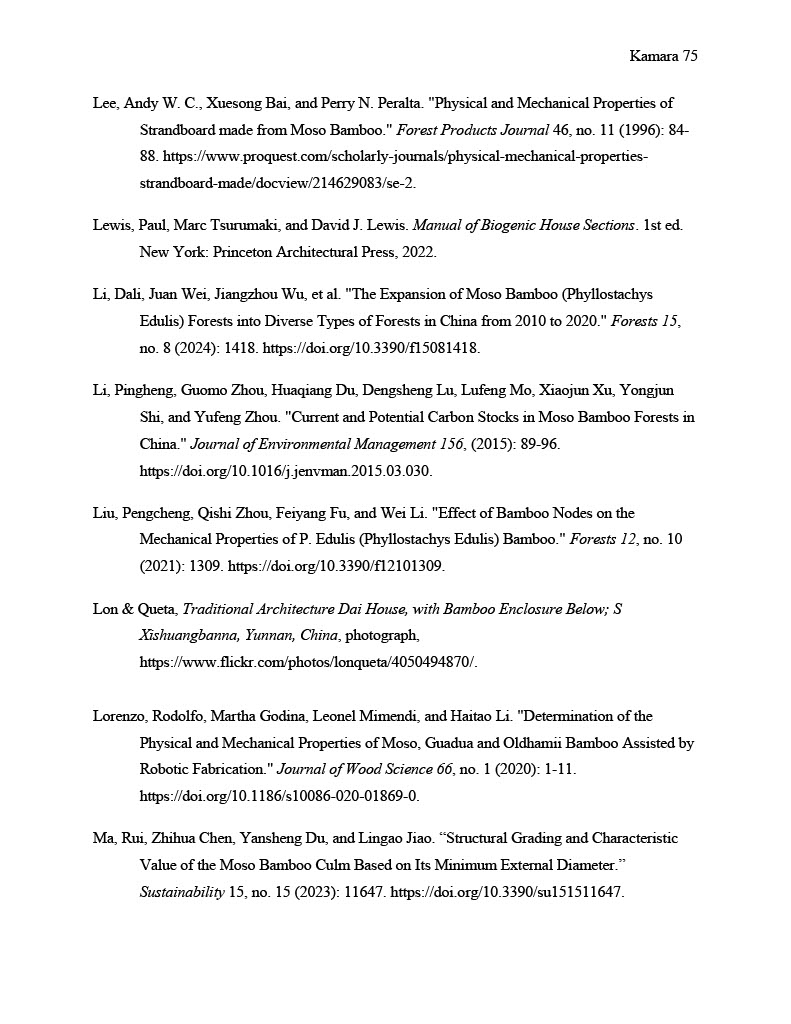 Kamara 75
Lee, Andy W. C., Xuesong Bai, and Perry N. Peralta. "Physical and Mechanical Properties of
Strandboard made from Moso Bamboo." Forest Products Journal 46, no. 11 (1996): 84-
88. https://www.proquest.com/scholarly-journals/physical-mechanical-properties-
strandboard-made/docview/214629083/se-2.
Lewis, Paul, Marc Tsurumaki, and David J. Lewis. Manual of Biogenic House Sections. 1st ed.
New York: Princeton Architectural Press, 2022.
Li, Dali, Juan Wei, Jiangzhou Wu, et al. "The Expansion of Moso Bamboo (Phyllostachys
Edulis) Forests into Diverse Types of Forests in China from 2010 to 2020." Forests 15,
no. 8 (2024): 1418. https://doi.org/10.3390/f15081418.
Li, Pingheng, Guomo Zhou, Huaqiang Du, Dengsheng Lu, Lufeng Mo, Xiaojun Xu, Yongjun
Shi, and Yufeng Zhou. "Current and Potential Carbon Stocks in Moso Bamboo Forests in
China." Journal of Environmental Management 156, (2015): 89-96.
https://doi.org/10.1016/j.jenvman.2015.03.030.
Liu, Pengcheng, Qishi Zhou, Feiyang Fu, and Wei Li. "Effect of Bamboo Nodes on the
Mechanical Properties of P. Edulis (Phyllostachys Edulis) Bamboo." Forests 12, no. 10
(2021): 1309. https://doi.org/10.3390/f12101309.
Lon & Queta, Traditional Architecture Dai House, with Bamboo Enclosure Below; S
Xishuangbanna, Yunnan, China, photograph,
https://www.flickr.com/photos/lonqueta/4050494870/.
Lorenzo, Rodolfo, Martha Godina, Leonel Mimendi, and Haitao Li. "Determination of the
Physical and Mechanical Properties of Moso, Guadua and Oldhamii Bamboo Assisted by
Robotic Fabrication." Journal of Wood Science 66, no. 1 (2020): 1-11.
https://doi.org/10.1186/s10086-020-01869-0.
Ma, Rui, Zhihua Chen, Yansheng Du, and Lingao Jiao. “Structural Grading and Characteristic
Value of the Moso Bamboo Culm Based on Its Minimum External Diameter.”
Sustainability 15, no. 15 (2023): 11647. https://doi.org/10.3390/su151511647.